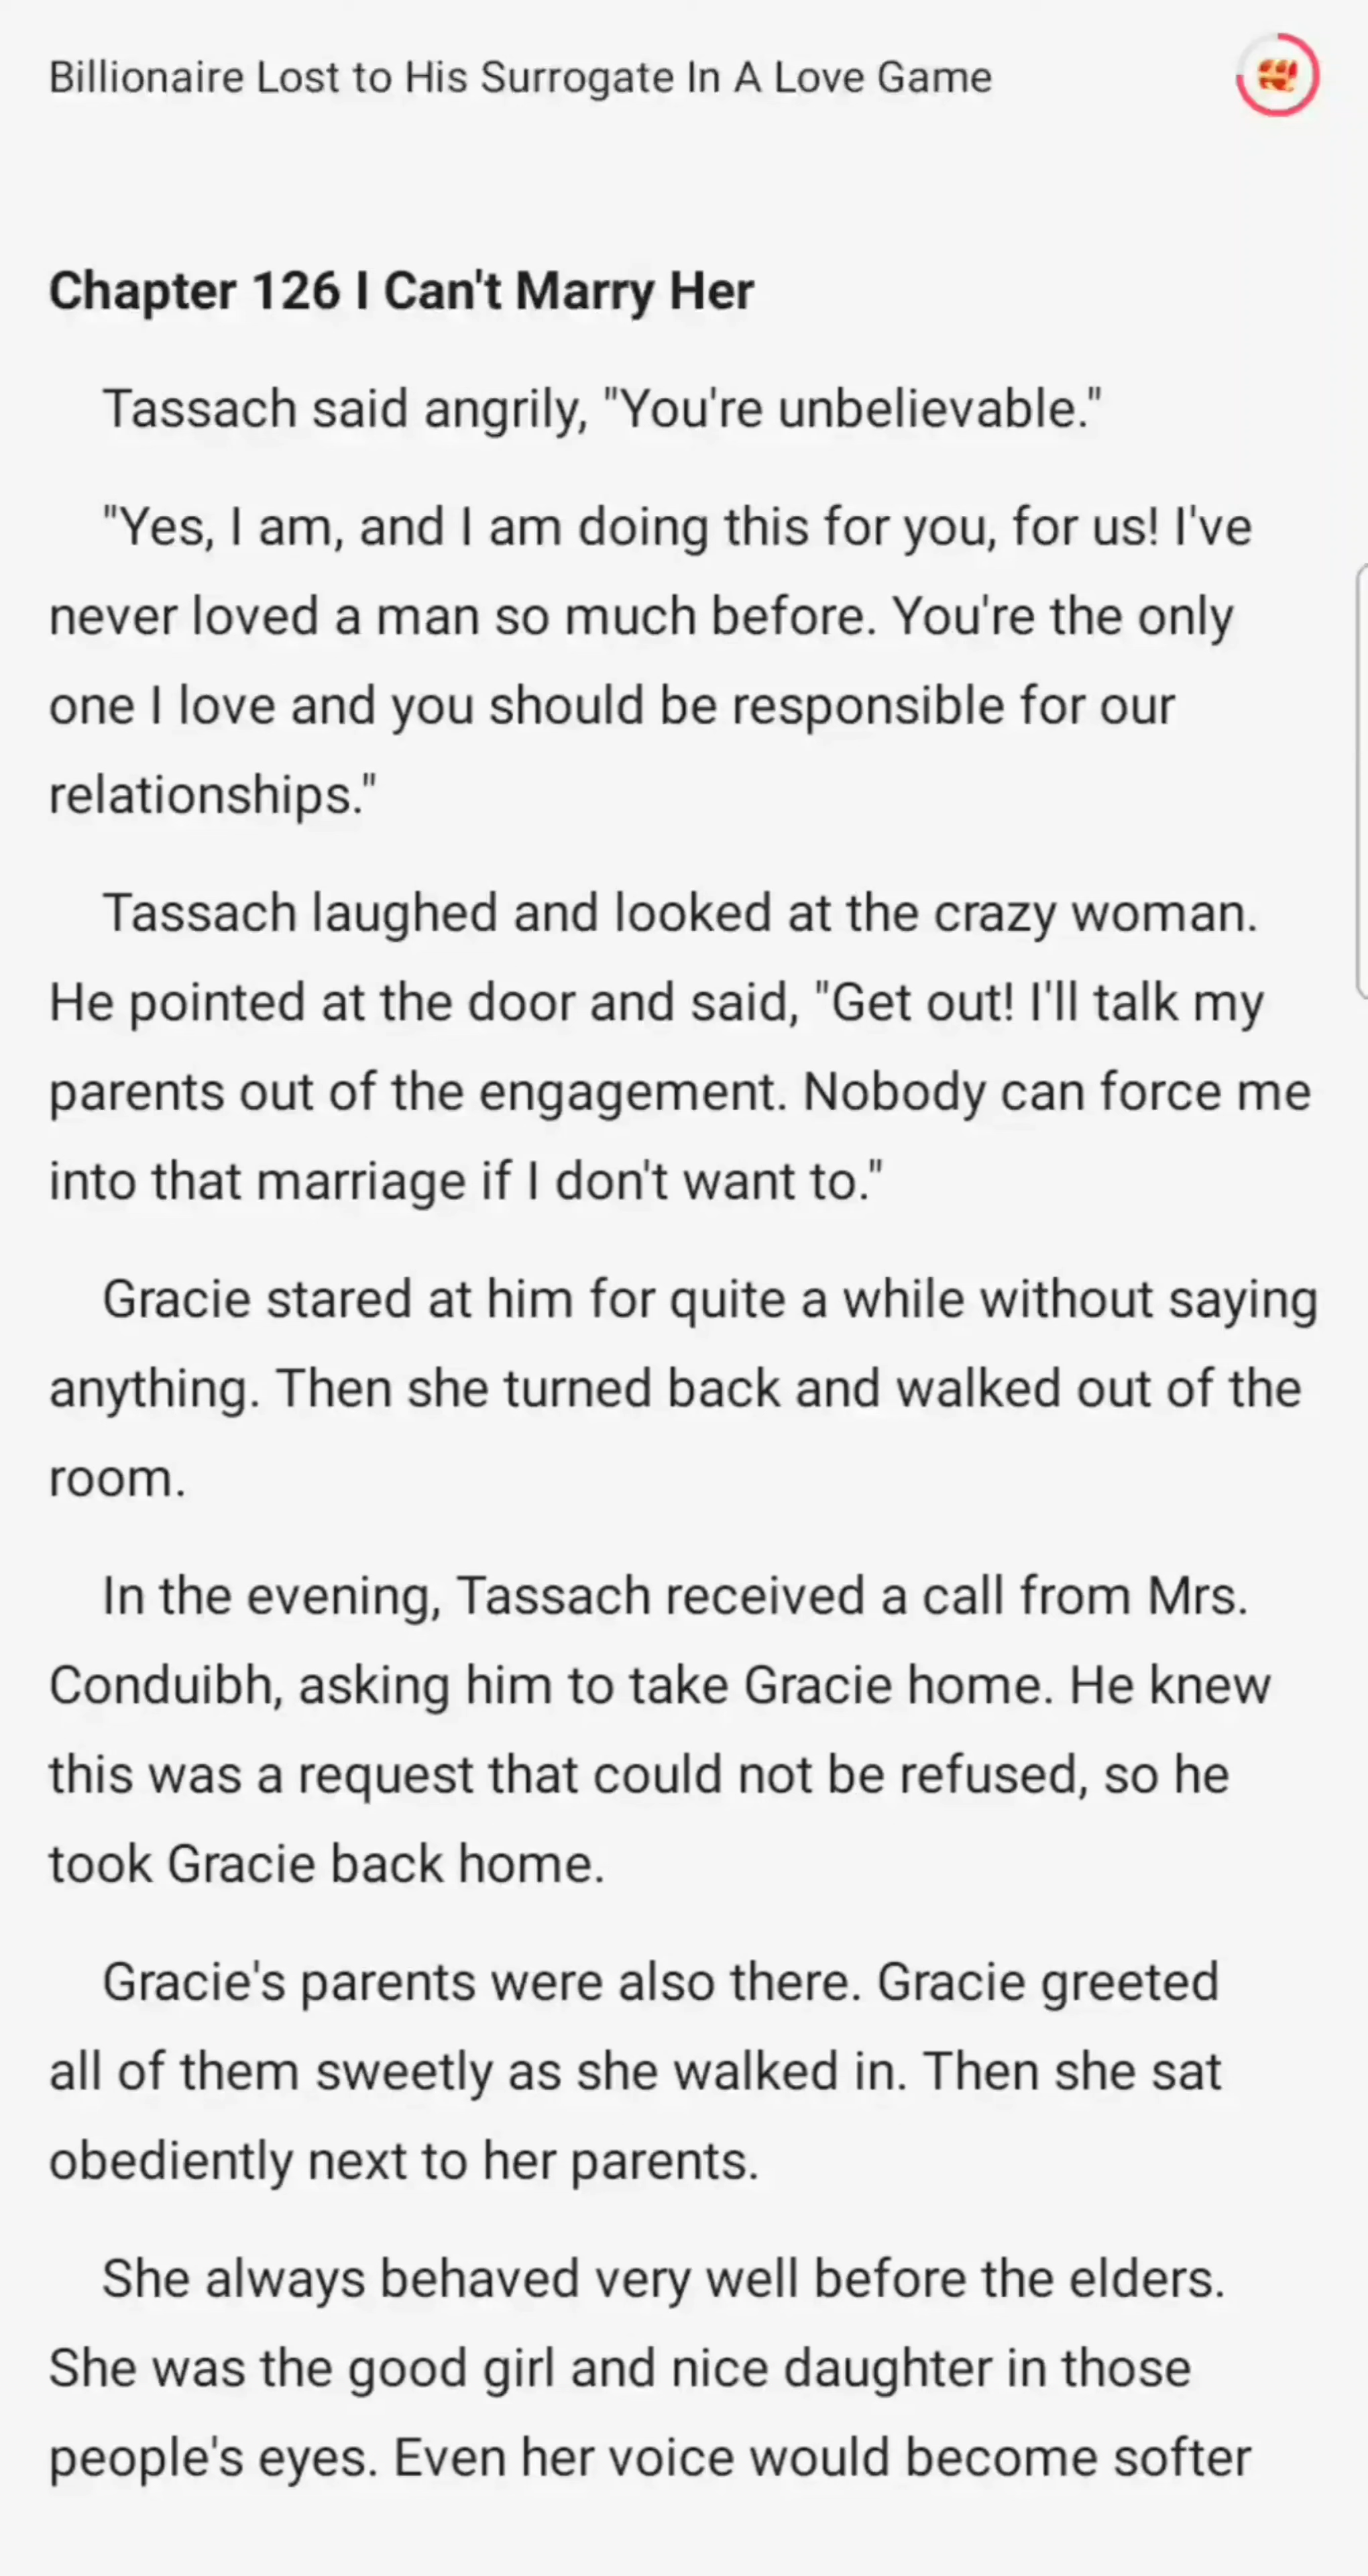 Billionaire Lost to His Surrogate In A Love Game
Chapter 126 I Can't Marry Her
Tassach said angrily, "You're unbelievable."
"Yes, I am, and I am doing this for you, for us! I've
never loved a man so much before. You're the only
one I love and you should be responsible for our
relationships."
Tassach laughed and looked at the crazy woman.
He pointed at the door and said, "Get out! I'll talk my
parents out of the engagement. Nobody can force me
into that marriage if I don't want to."
Gracie stared at him for quite a while without saying
anything. Then she turned back and walked out of the
room.
In the evening, Tassach received a call from Mrs.
Conduibh, asking him to take Gracie home. He knew
this was a request that could not be refused, so he
took Gracie back home.
Gracie's parents were also there. Gracie greeted
all of them sweetly as she walked in. Then she sat
obediently next to her parents.
She always behaved very well before the elders.
She was the good girl and nice daughter in those
people's eyes. Even her voice would become softer